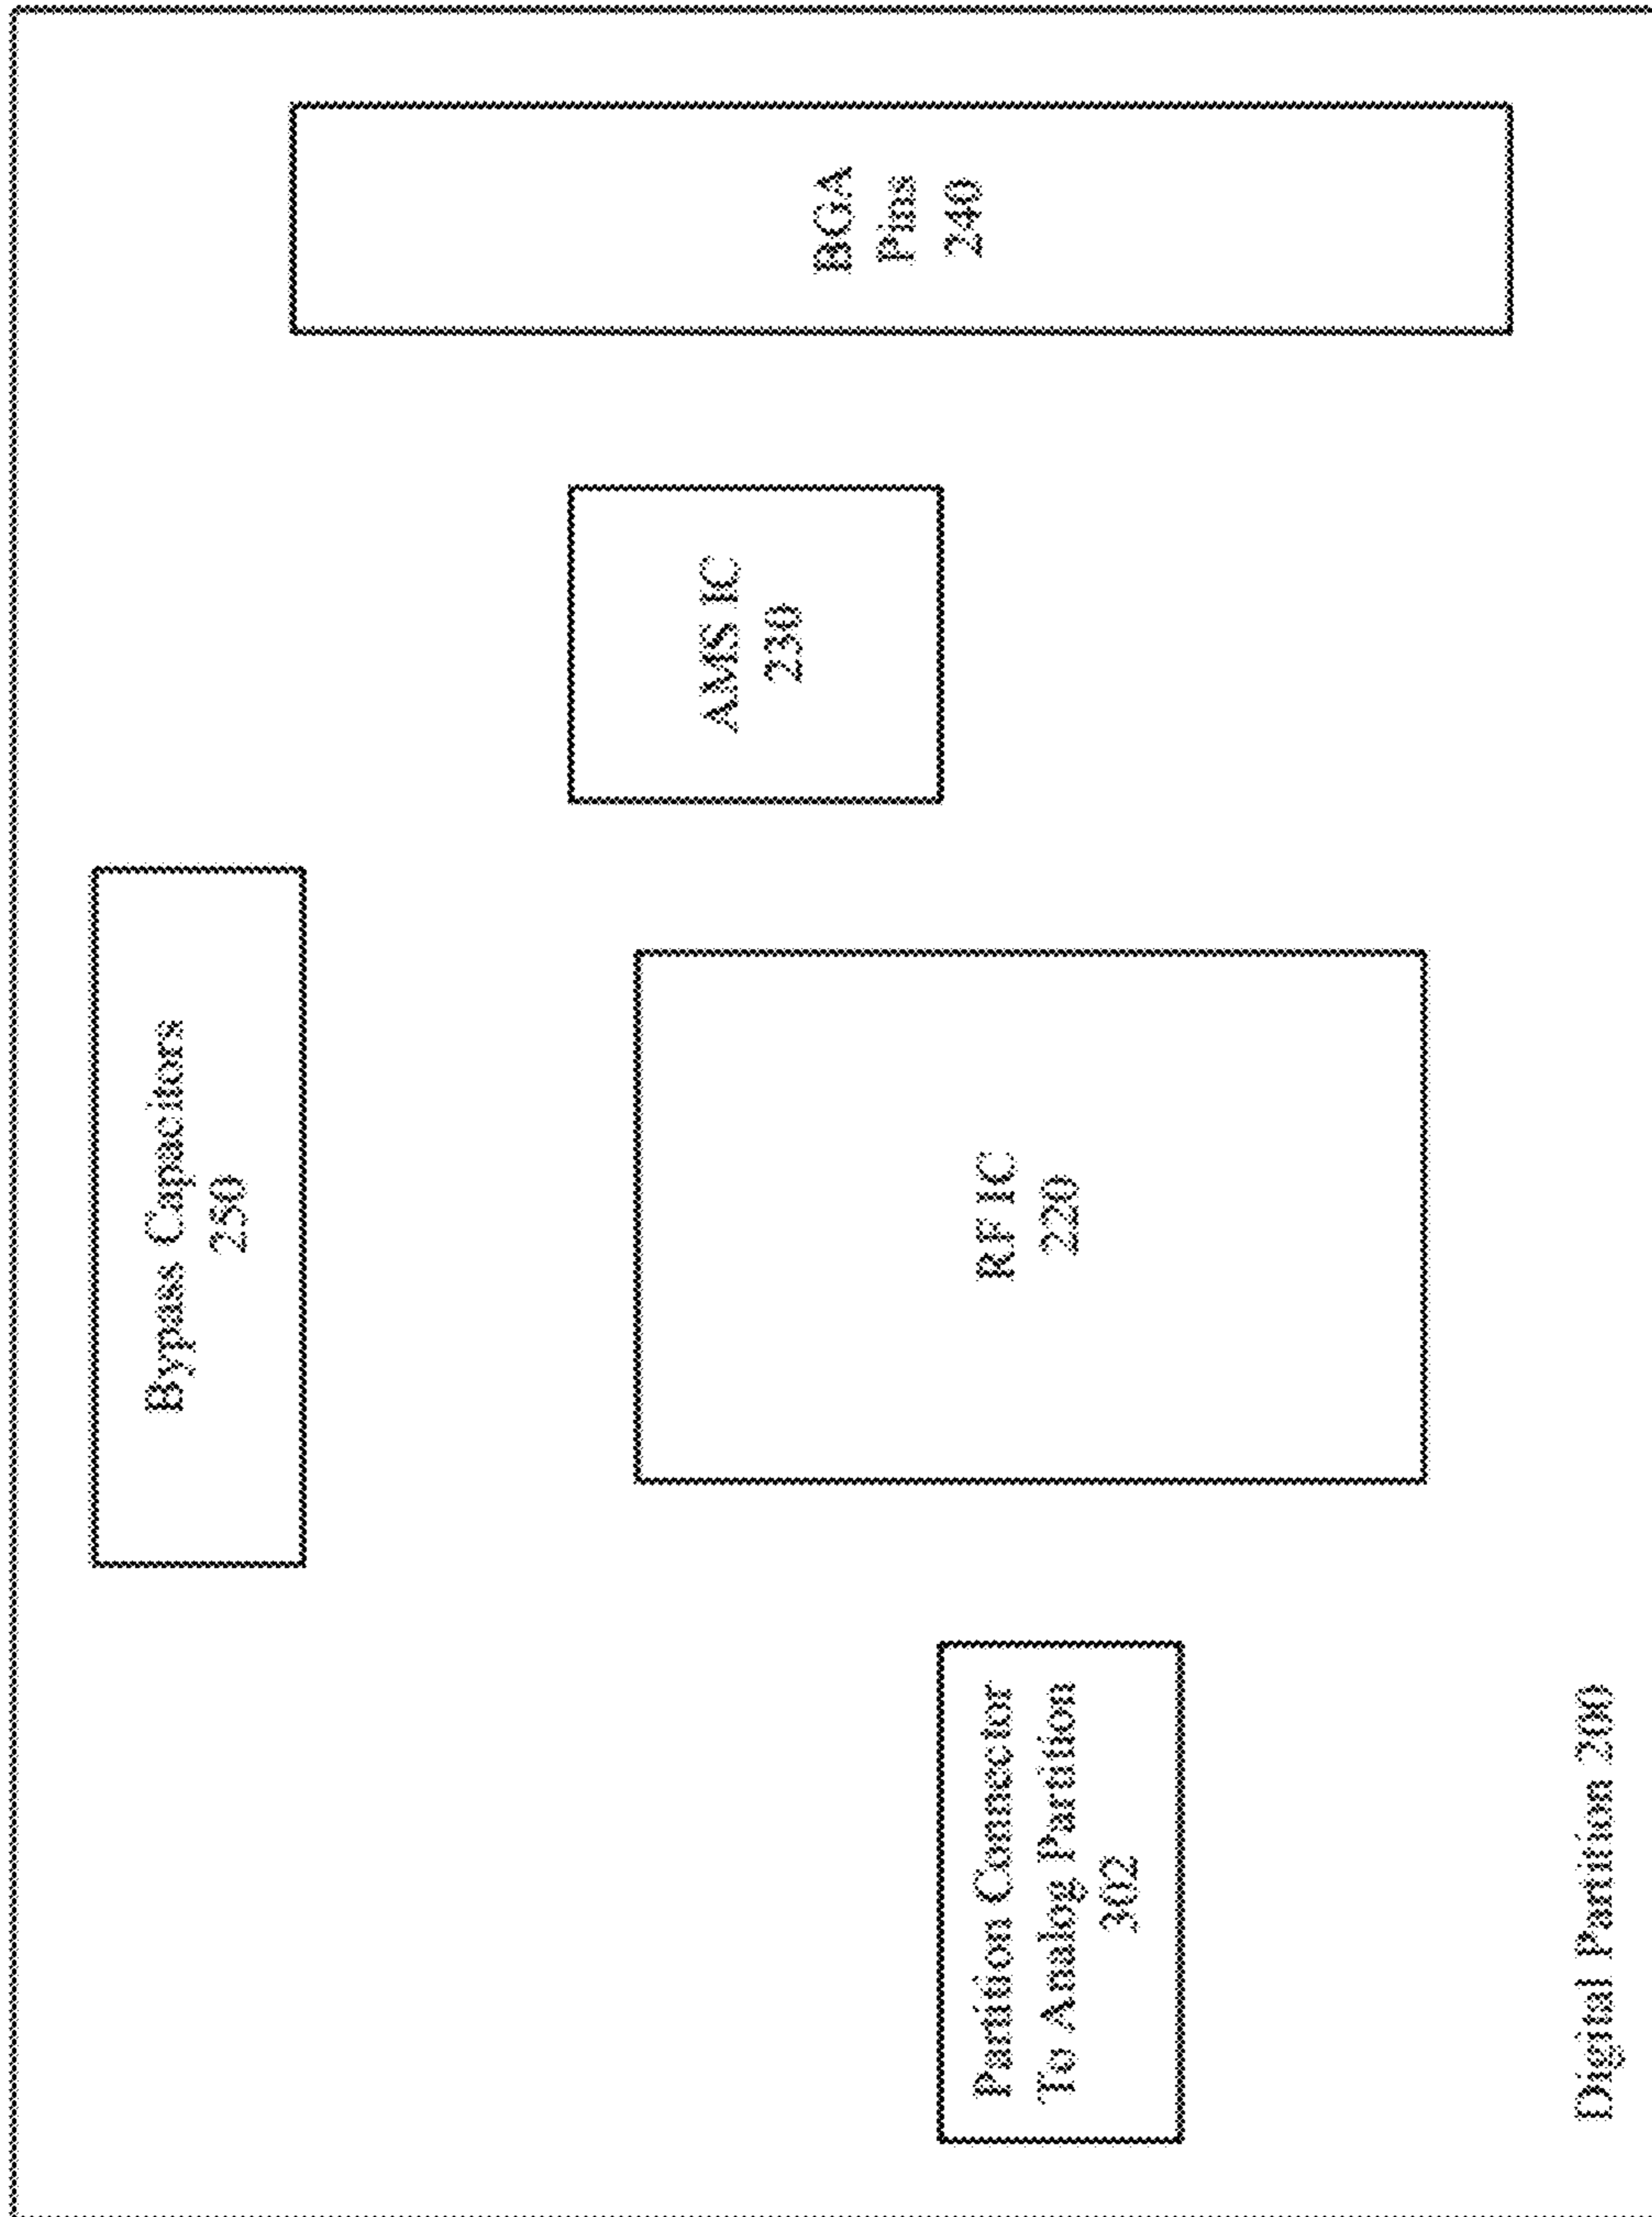 Bypass Capacitors
250
Partition Connector
To Analog Partition
302
RF IC
220
AMS IC
230
BGA
Pins
240
Digital Partition 200